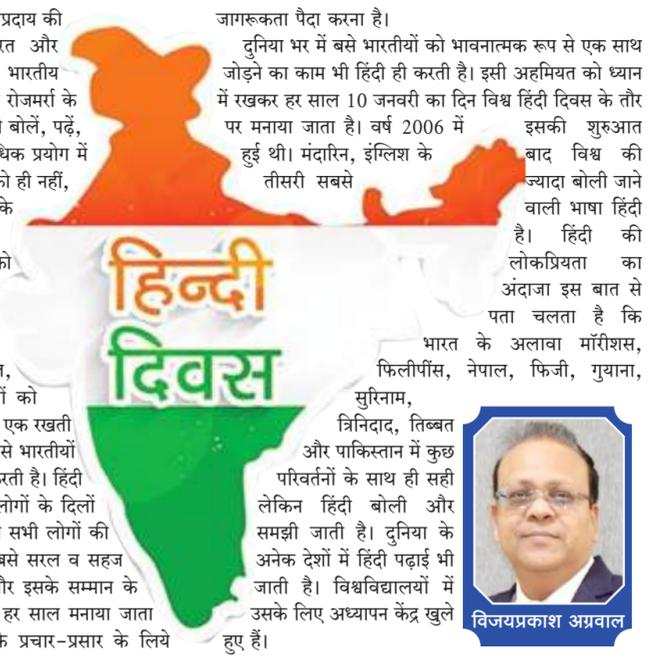 प्रदाय की
रत और
भारतीय
रोजमर्रा के
बोलें, पढ़ें,
धिक प्रयोग में
को ही नहीं,
के
को
ों को
एक रखती
से भारतीयों
रती है। हिंदी
लोगों के दिलों
सभी लोगों की
बसे सरल व सहज
और इसके सम्मान के
हर साल मनाया जाता
के प्रचार-प्रसार के लिये
हिन्दी
दिवस
जागरूकता पैदा करना है।
दुनिया भर में बसे भारतीयों को भावनात्मक रूप से एक साथ
जोड़ने का काम भी हिंदी ही करती है। इसी अहमियत को ध्यान
में रखकर हर साल 10 जनवरी का दिन विश्व हिंदी दिवस के तौर
पर मनाया जाता है। वर्ष 2006 में इसकी शुरुआत
हुई थी। मंदारिन, इंग्लिश के बाद विश्व की
तीसरी सबसे ज्यादा बोली जाने
वाली भाषा हिंदी
है। हिंदी की
लोकप्रियता का
अंदाजा इस बात से
पता चलता है कि
भारत के अलावा मॉरीशस,
फिलीपींस, नेपाल, फिजी, गुयाना,
सुरिनाम,
त्रिनिदाद, तिब्बत
और पाकिस्तान में कुछ
परिवर्तनों के साथ ही सही
लेकिन हिंदी बोली और
समझी जाती है। दुनिया के
अनेक देशों में हिंदी पढ़ाई भी
जाती है। विश्वविद्यालयों में
उसके लिए अध्यापन केंद्र खुले
हुए हैं।
विजयप्रकाश अग्रवाल